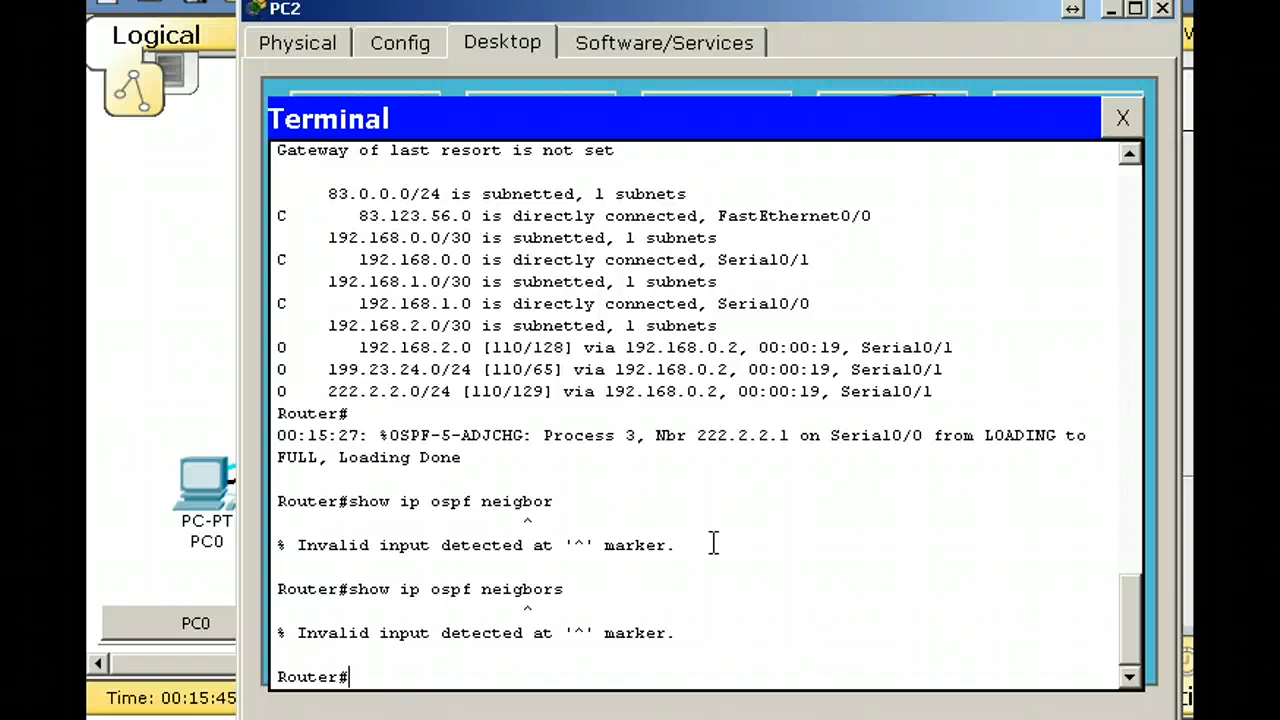 PC2
Logical
Physical
Config
Desktop
Software/Services
Terminal
X
Gateway of last resort is not set
83.0.0.0/24 is subnetted, 1 subnets
C 83.123.56.0 is directly connected, FastEthernet0/0
192.168.0.0/30 is subnetted, 1 subnets
C 192.168.0.0 is directly connected, Serial0/1
192.168.1.0/30 is subnetted, 1 subnets
C 192.168.1.0 is directly connected, Serial0/0
192.168.2.0/30 is subnetted, 1 subnets
O 192.168.2.0 [110/128] via 192.168.0.2, 00:00:19, Serial0/1
O 199.23.24.0/24 [110/65] via 192.168.0.2, 00:00:19, Serial0/1
O 222.2.2.0/24 [110/129] via 192.168.0.2, 00:00:19, Serial0/1
Router#
00:15:27: %OSPF-5-ADJCHG: Process 3, Nbr 222.2.2.1 on Serial0/0 from LOADING to
FULL, Loading Done
Router#show ip ospf neigbor
^
% Invalid input detected at '^' marker.
Router#show ip ospf neigbors
^
% Invalid input detected at '^' marker.
Router#
PC-PT
PC0
PC0
Time: 00:15:45